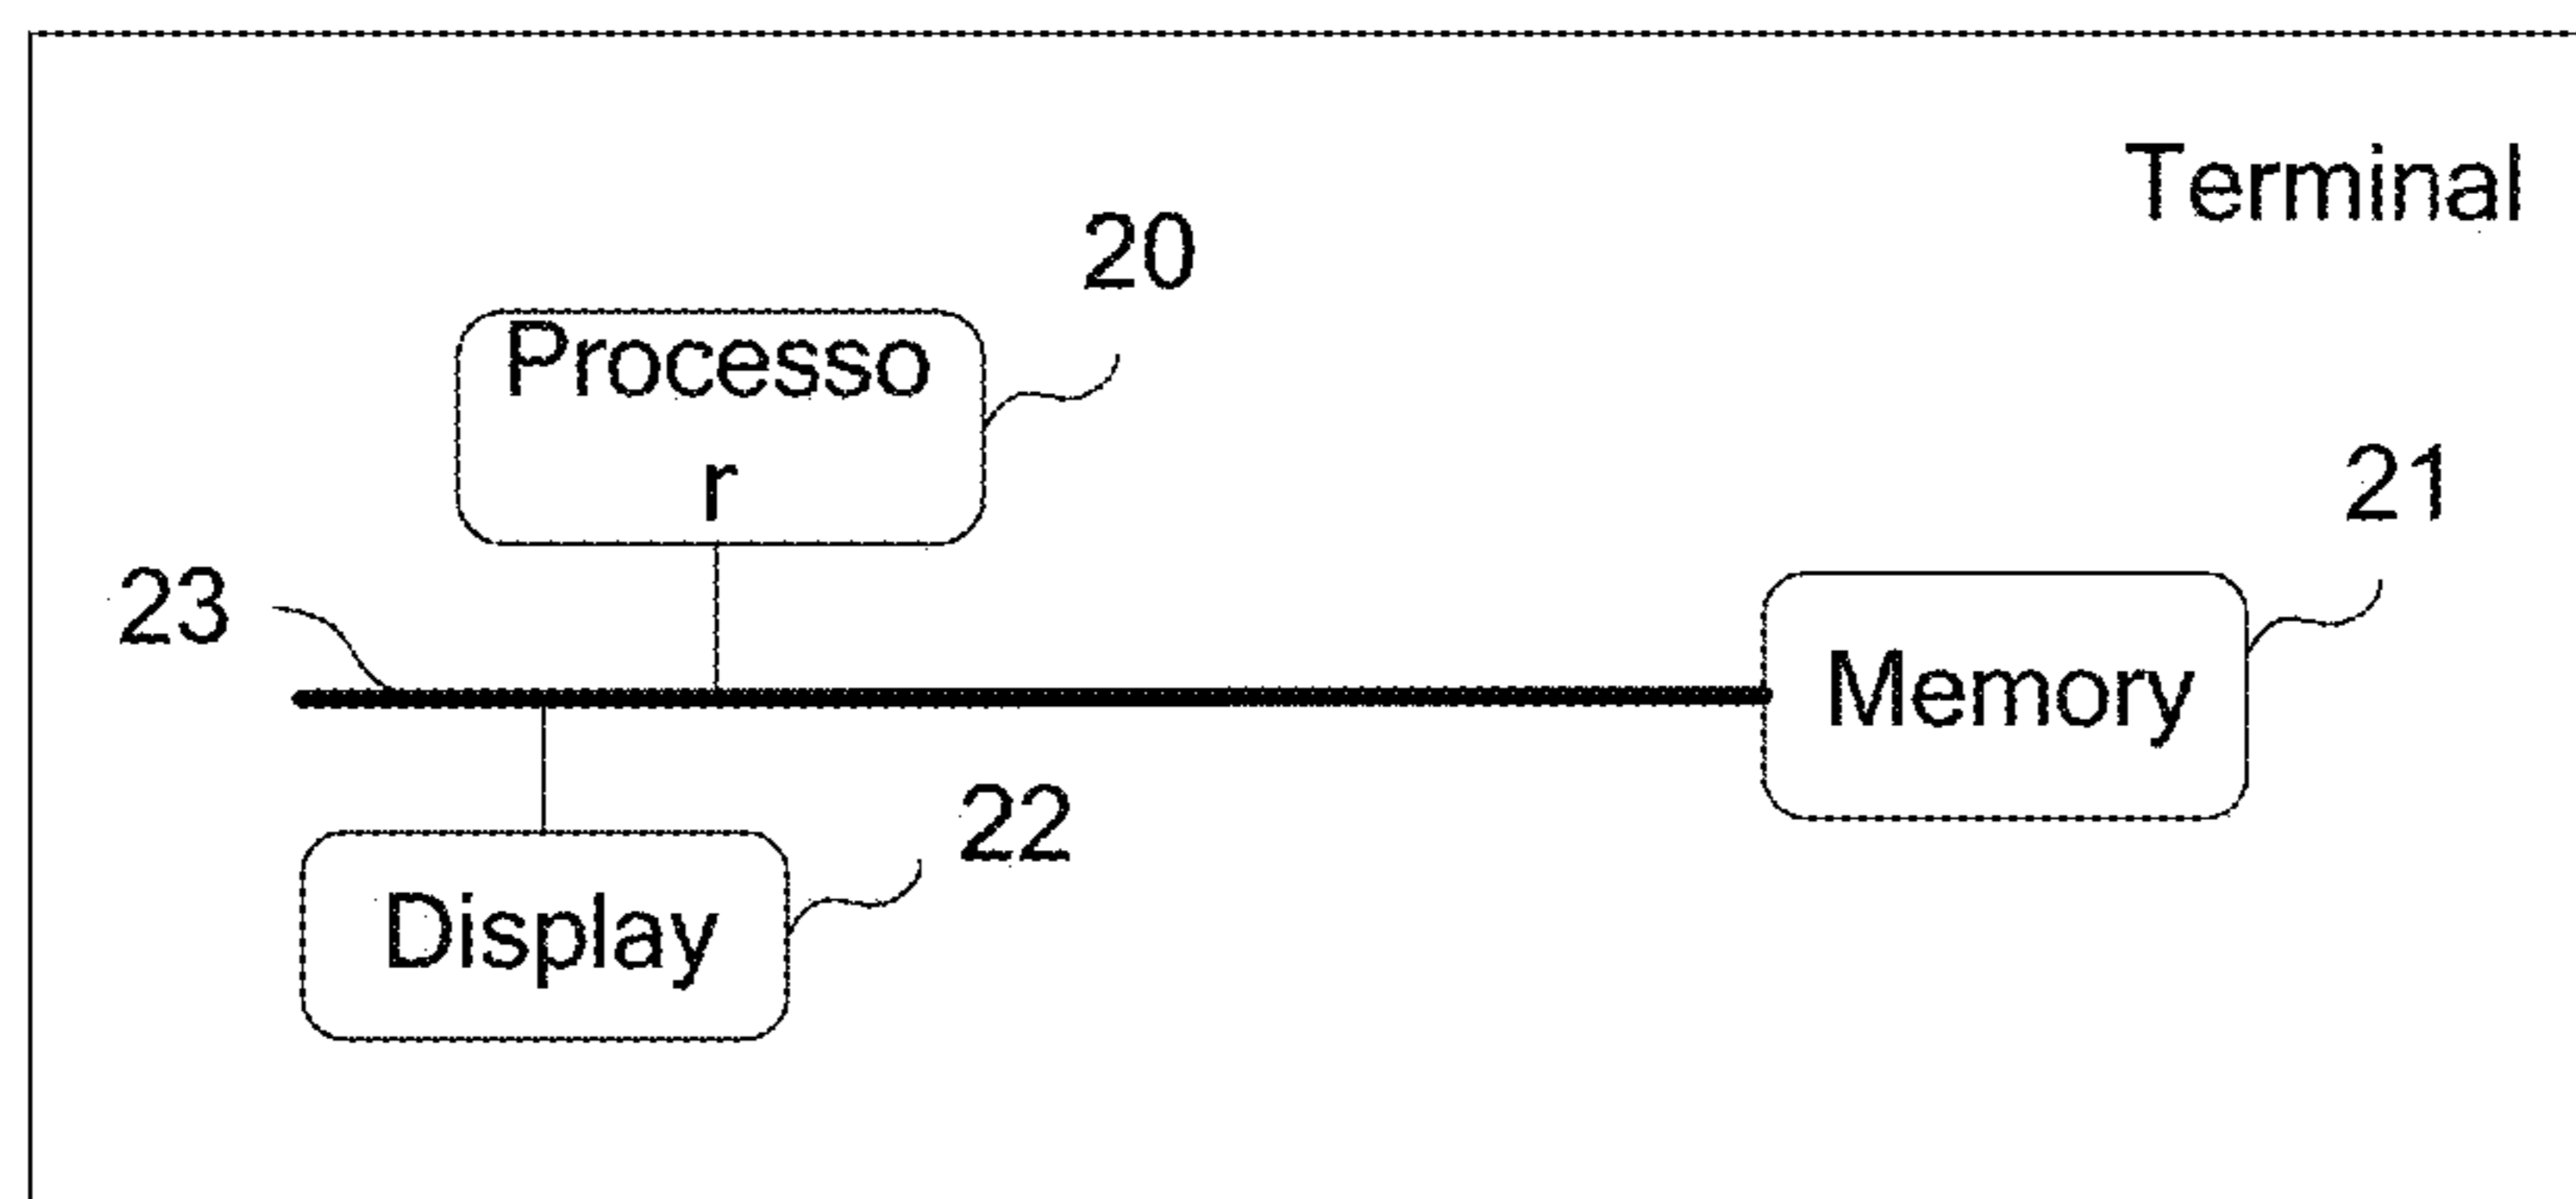 Terminal
20
Processo
r
21
23
Memory
22
Display